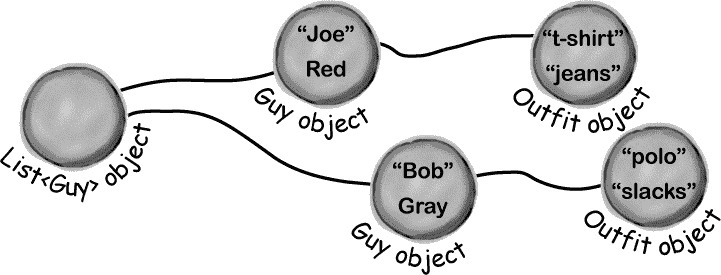 “Joe”
Red
Guy object
“t-shirt”
“jeans”
Outfit object
List<Guy> object
“Bob”
Gray
Guy object
“polo”
“slacks”
Outfit object